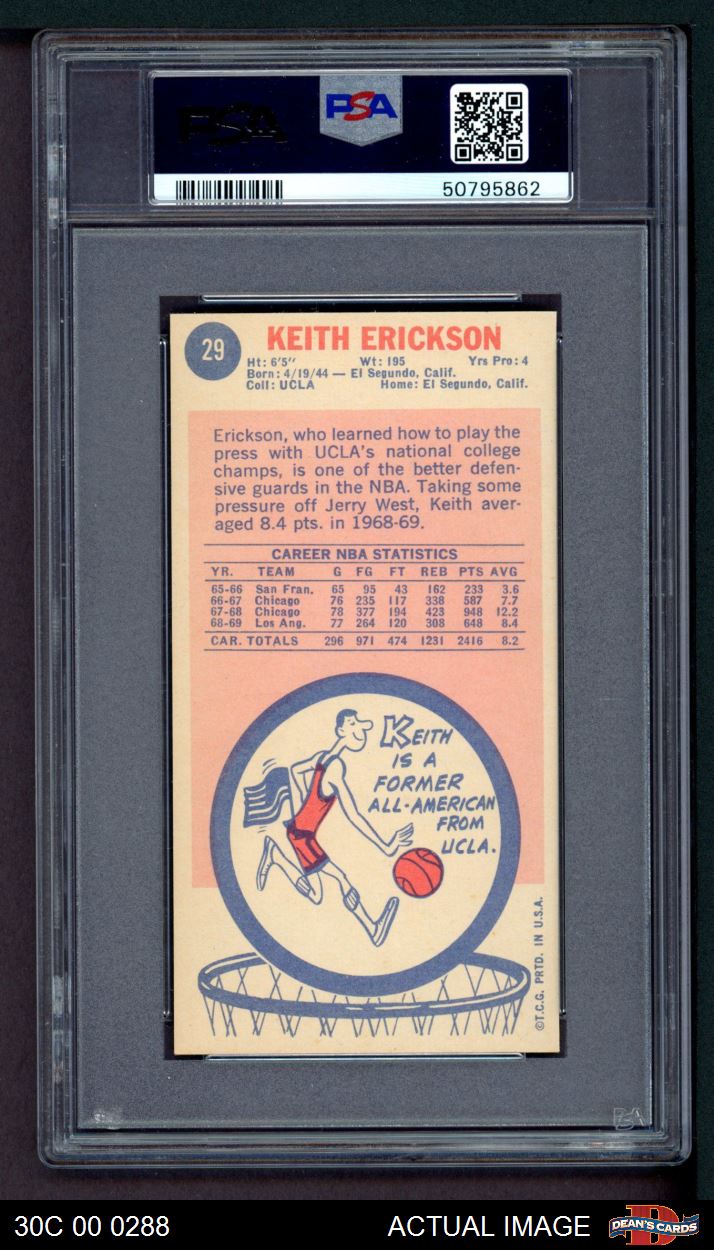 PSA
PSA
50795862
29
KEITH ERICKSON
Ht: 6'5" Wt: 195 Yrs Pro: 4
Born: 4/19/44 — El Segundo, Calif.
Coll: UCLA Home: El Segundo, Calif.
Erickson, who learned how to play the
press with UCLA's national college
champs, is one of the better defen-
sive guards in the NBA. Taking some
pressure off Jerry West, Keith aver-
aged 8.4 pts. in 1968-69.
CAREER NBA STATISTICS
YR. TEAM G FG FT REB PTS AVG
65-66 San Fran. 65 95 43 162 233 3.6
66-67 Chicago 76 235 117 338 587 7.7
67-68 Chicago 78 377 194 423 948 12.2
68-69 Los Ang. 77 264 120 308 648 8.4
CAR. TOTALS 296 971 474 1231 2416 8.2
KEITH
IS A
FORMER
ALL-AMERICAN
FROM
UCLA.
©T.C.G. PRTD. IN U.S.A.
PSA
30C 00 0288 ACTUAL IMAGE
DEAN'S CARDS